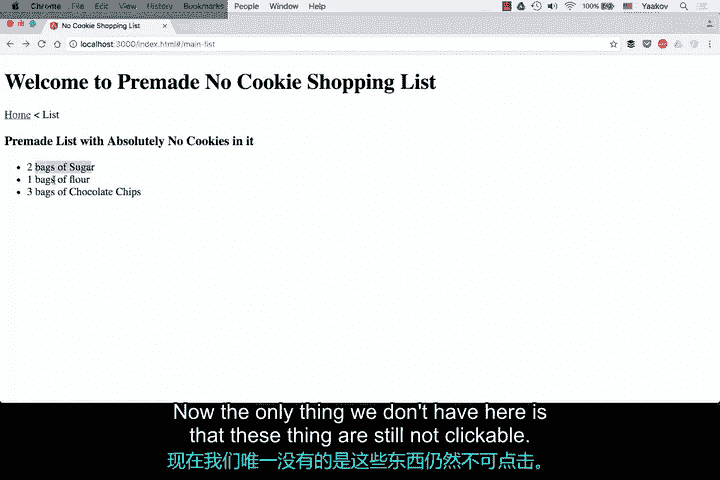 Chrome File Edit View History Bookmarks People Window Help 100% Yaakov
No Cookie Shopping List
localhost:3000/index.html#/main-list
Welcome to Premade No Cookie Shopping List
Home < List
Premade List with Absolutely No Cookies in it
2 bags of Sugar
1 bags of flour
3 bags of Chocolate Chips
Now the only thing we don't have here is
that these thing are still not clickable.
现在我们唯一没有的是这些东西仍然不可点击。